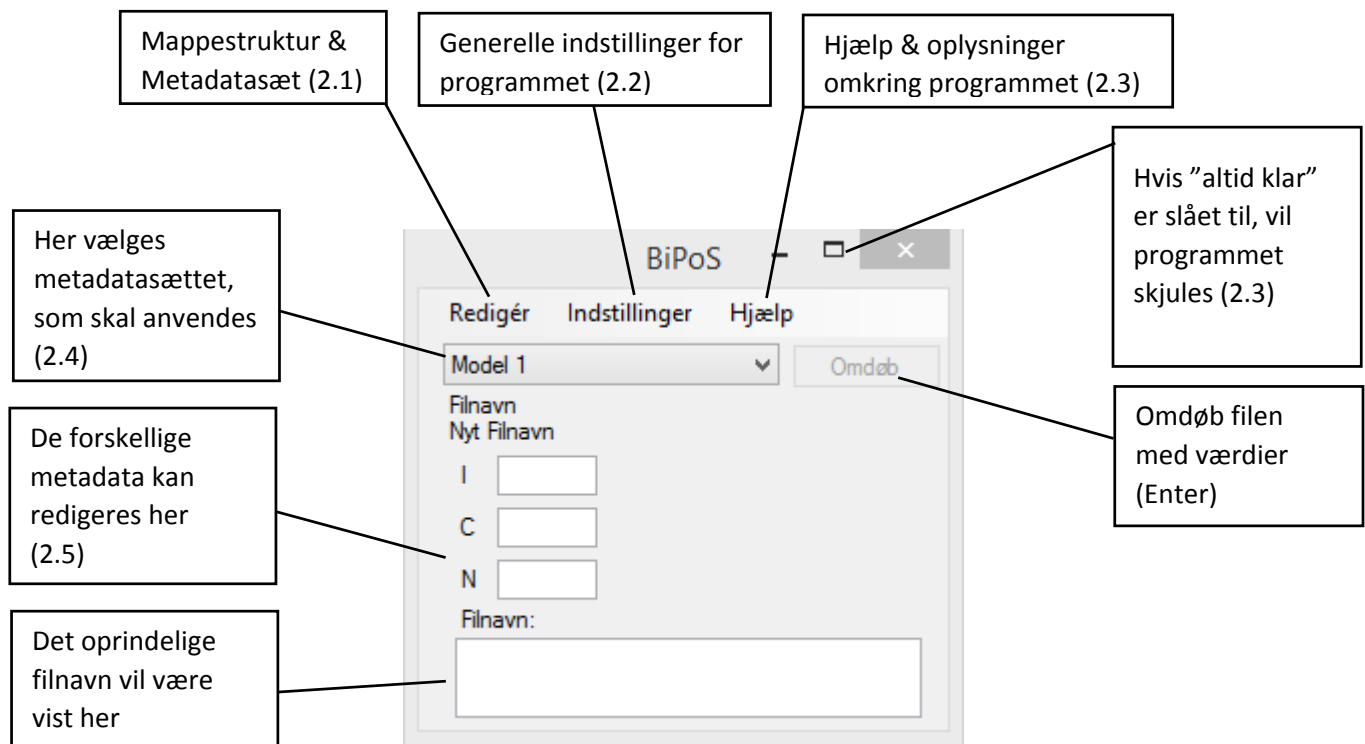 Mappestruktur &
Metadatasæt (2.1)
Generelle indstillinger for
programmet (2.2)
Hjælp & oplysninger
omkring programmet (2.3)
Hvis ”altid klar”
er slået til, vil
programmet
skjules (2.3)
Her vælges
metadatasættet,
som skal anvendes
(2.4)
De forskellige
metadata kan
redigeres her
(2.5)
Det oprindelige
filnavn vil være
vist her
Omdøb filen
med værdier
(Enter)
BiPoS
Redigér Indstillinger Hjælp
Model 1 Omdøb
Filnavn
Nyt Filnavn
I
C
N
Filnavn: